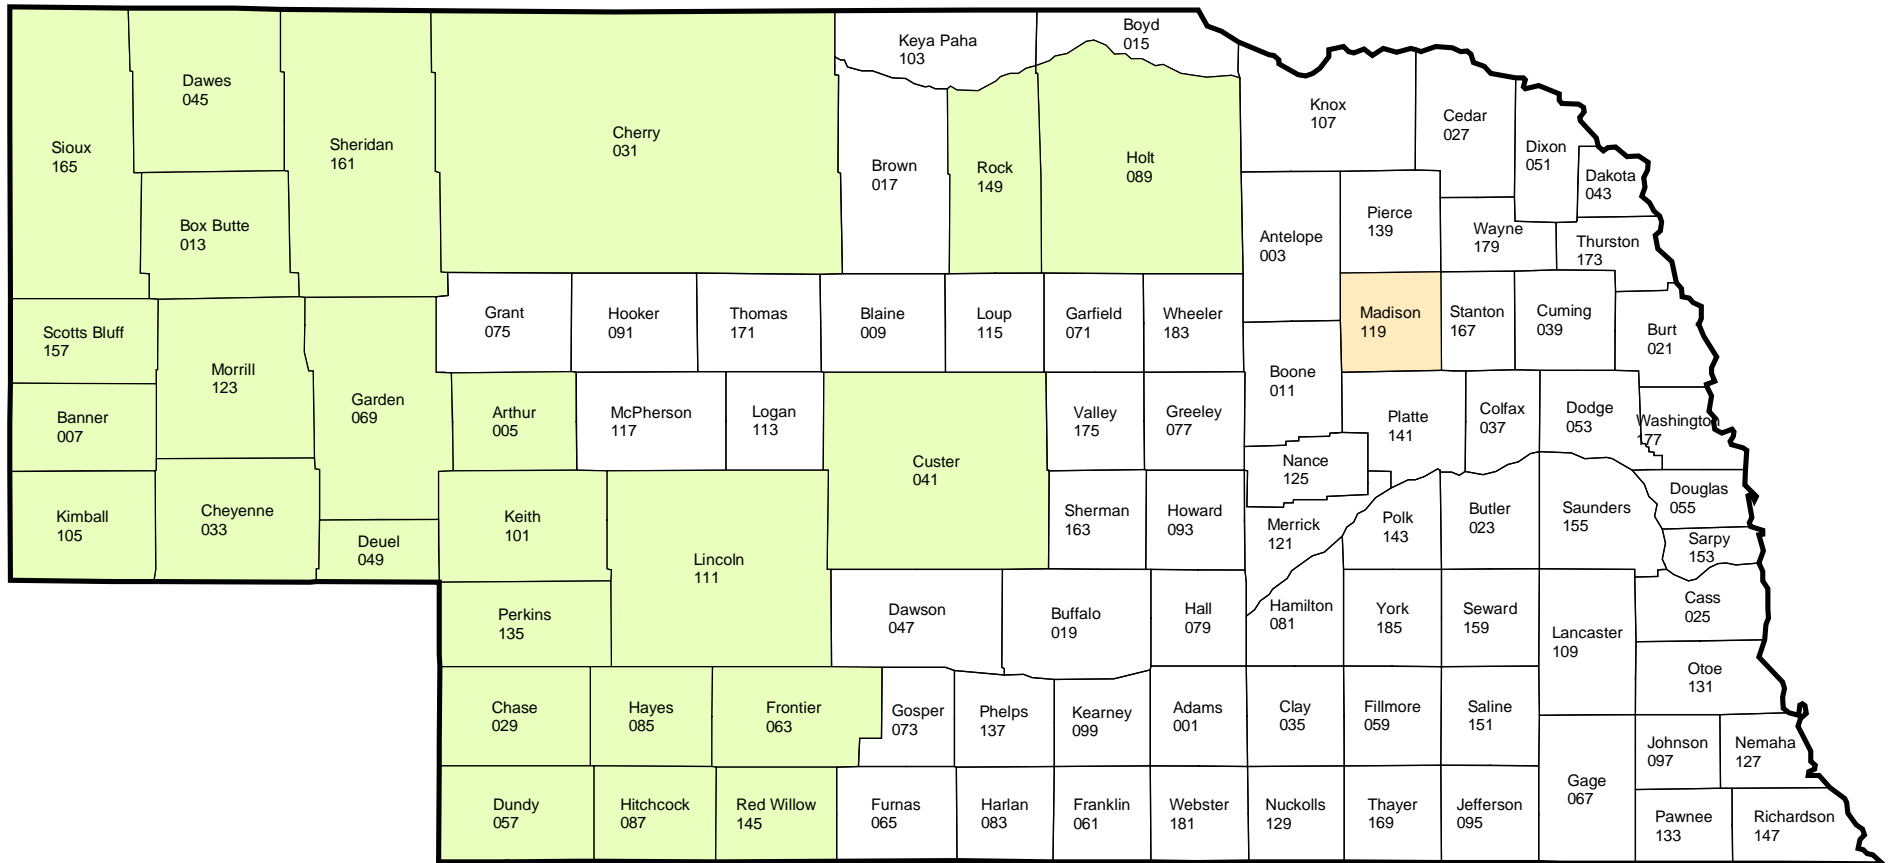 Boyd
015
Keya Paha
103
Dawes
045
Knox
107
Cedar
027
Cherry
031
Sioux
165
Sheridan
161
Dixon
051
Brown
017
Rock
149
Holt
089
Dakota
043
Box Butte
013
Pierce
139
Antelope
003
Wayne
179
Thurston
173
Grant
075
Hooker
091
Thomas
171
Blaine
009
Loup
115
Garfield
071
Wheeler
183
Madison
119
Stanton
167
Cuming
039
Burt
021
Scotts Bluff
157
Morrill
123
Boone
011
Garden
069
Arthur
005
McPherson
117
Logan
113
Valley
175
Greeley
077
Platte
141
Colfax
037
Dodge
053
Washington
177
Banner
007
Custer
041
Nance
125
Douglas
055
Kimball
105
Cheyenne
033
Keith
101
Sherman
163
Howard
093
Merrick
121
Polk
143
Butler
023
Saunders
155
Deuel
049
Lincoln
111
Sarpy
153
Perkins
135
Dawson
047
Buffalo
019
Hall
079
Hamilton
081
York
185
Seward
159
Cass
025
Lancaster
109
Otoe
131
Chase
029
Hayes
085
Frontier
063
Gosper
073
Phelps
137
Kearney
099
Adams
001
Clay
035
Fillmore
059
Saline
151
Johnson
097
Nemaha
127
Gage
067
Dundy
057
Hitchcock
087
Red Willow
145
Furnas
065
Harlan
083
Franklin
061
Webster
181
Nuckolls
129
Thayer
169
Jefferson
095
Pawnee
133
Richardson
147